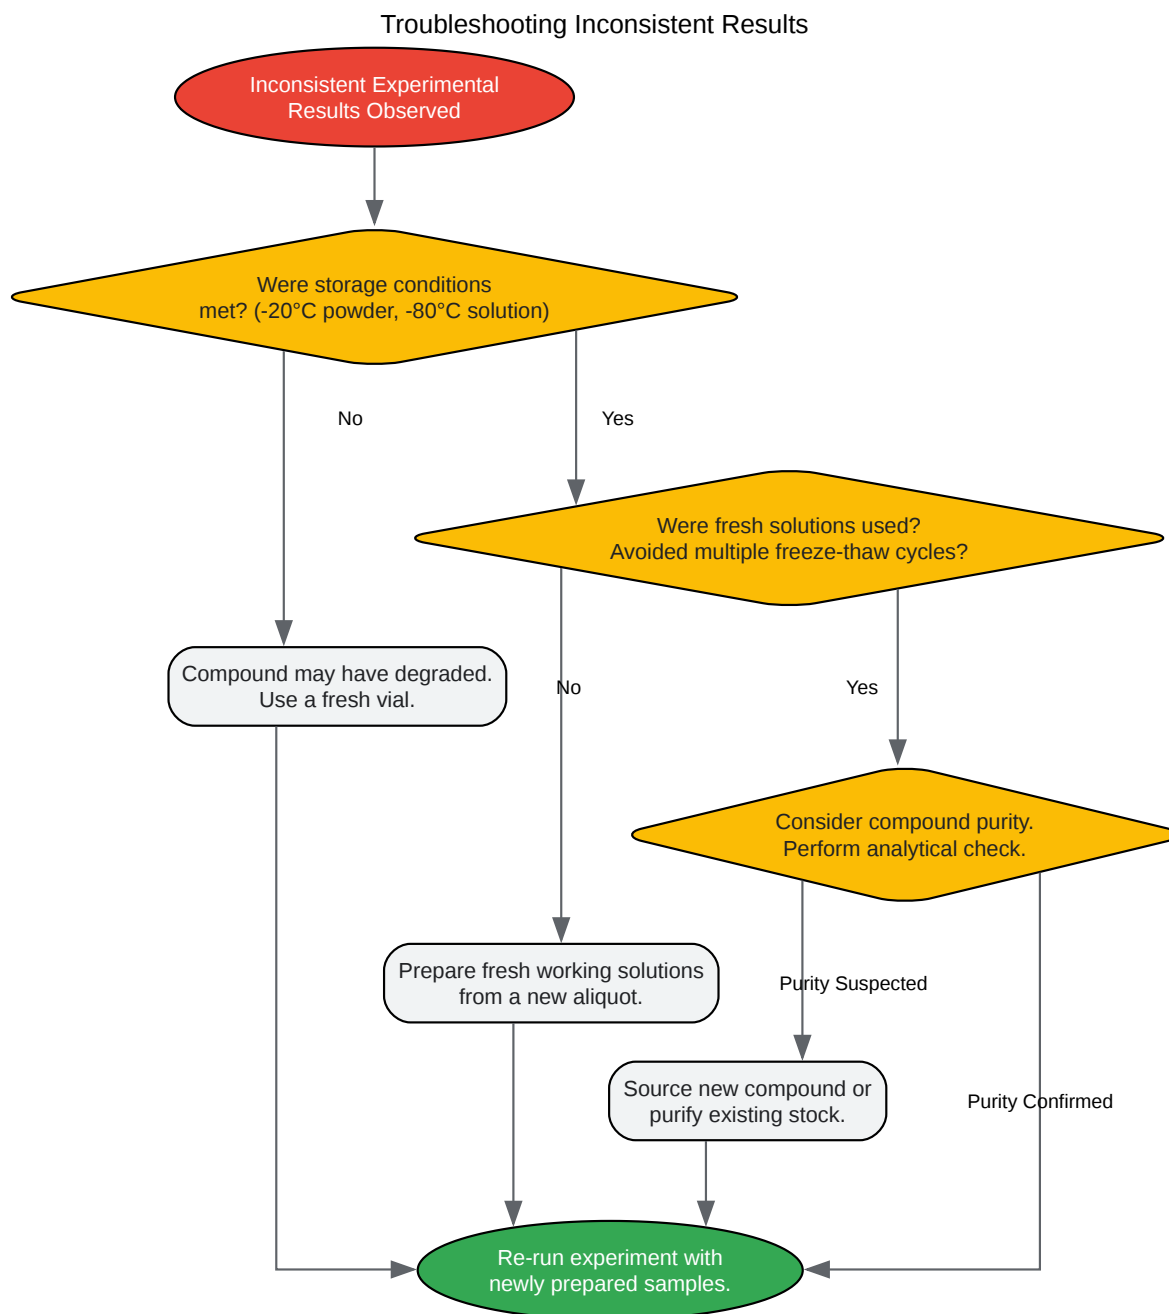 Troubleshooting Inconsistent Results
Inconsistent Experimental
Results Observed
Were storage conditions
met? (-20°C powder, -80°C solution)
No
Yes
Were fresh solutions used?
Avoided multiple freeze-thaw cycles?
Compound may have degraded.
Use a fresh vial.
No
Yes
Consider compound purity.
Perform analytical check.
Prepare fresh working solutions
from a new aliquot.
Purity Suspected
Source new compound or
purify existing stock.
Purity Confirmed
Re-run experiment with
newly prepared samples.